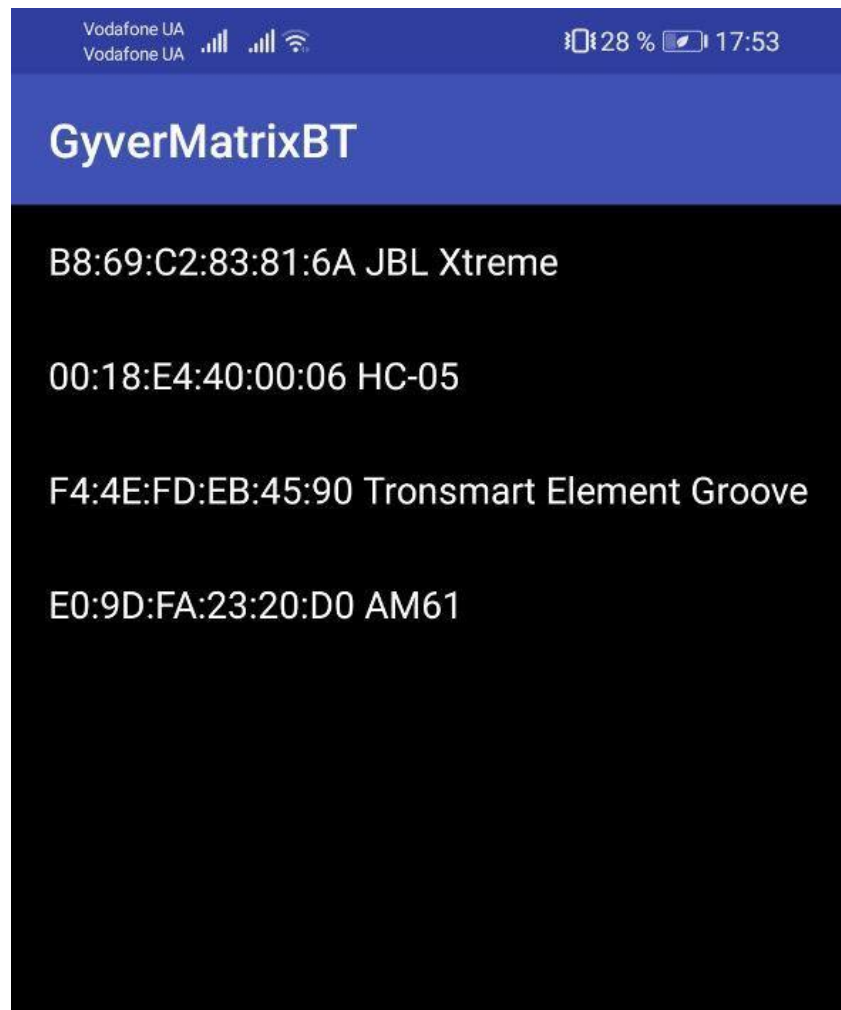 Vodafone UA
Vodafone UA
28 % 17:53
GyverMatrixBT
B8:69:C2:83:81:6A JBL Xtreme
00:18:E4:40:00:06 HC-05
F4:4E:FD:EB:45:90 Tronsmart Element Groove
E0:9D:FA:23:20:D0 AM61